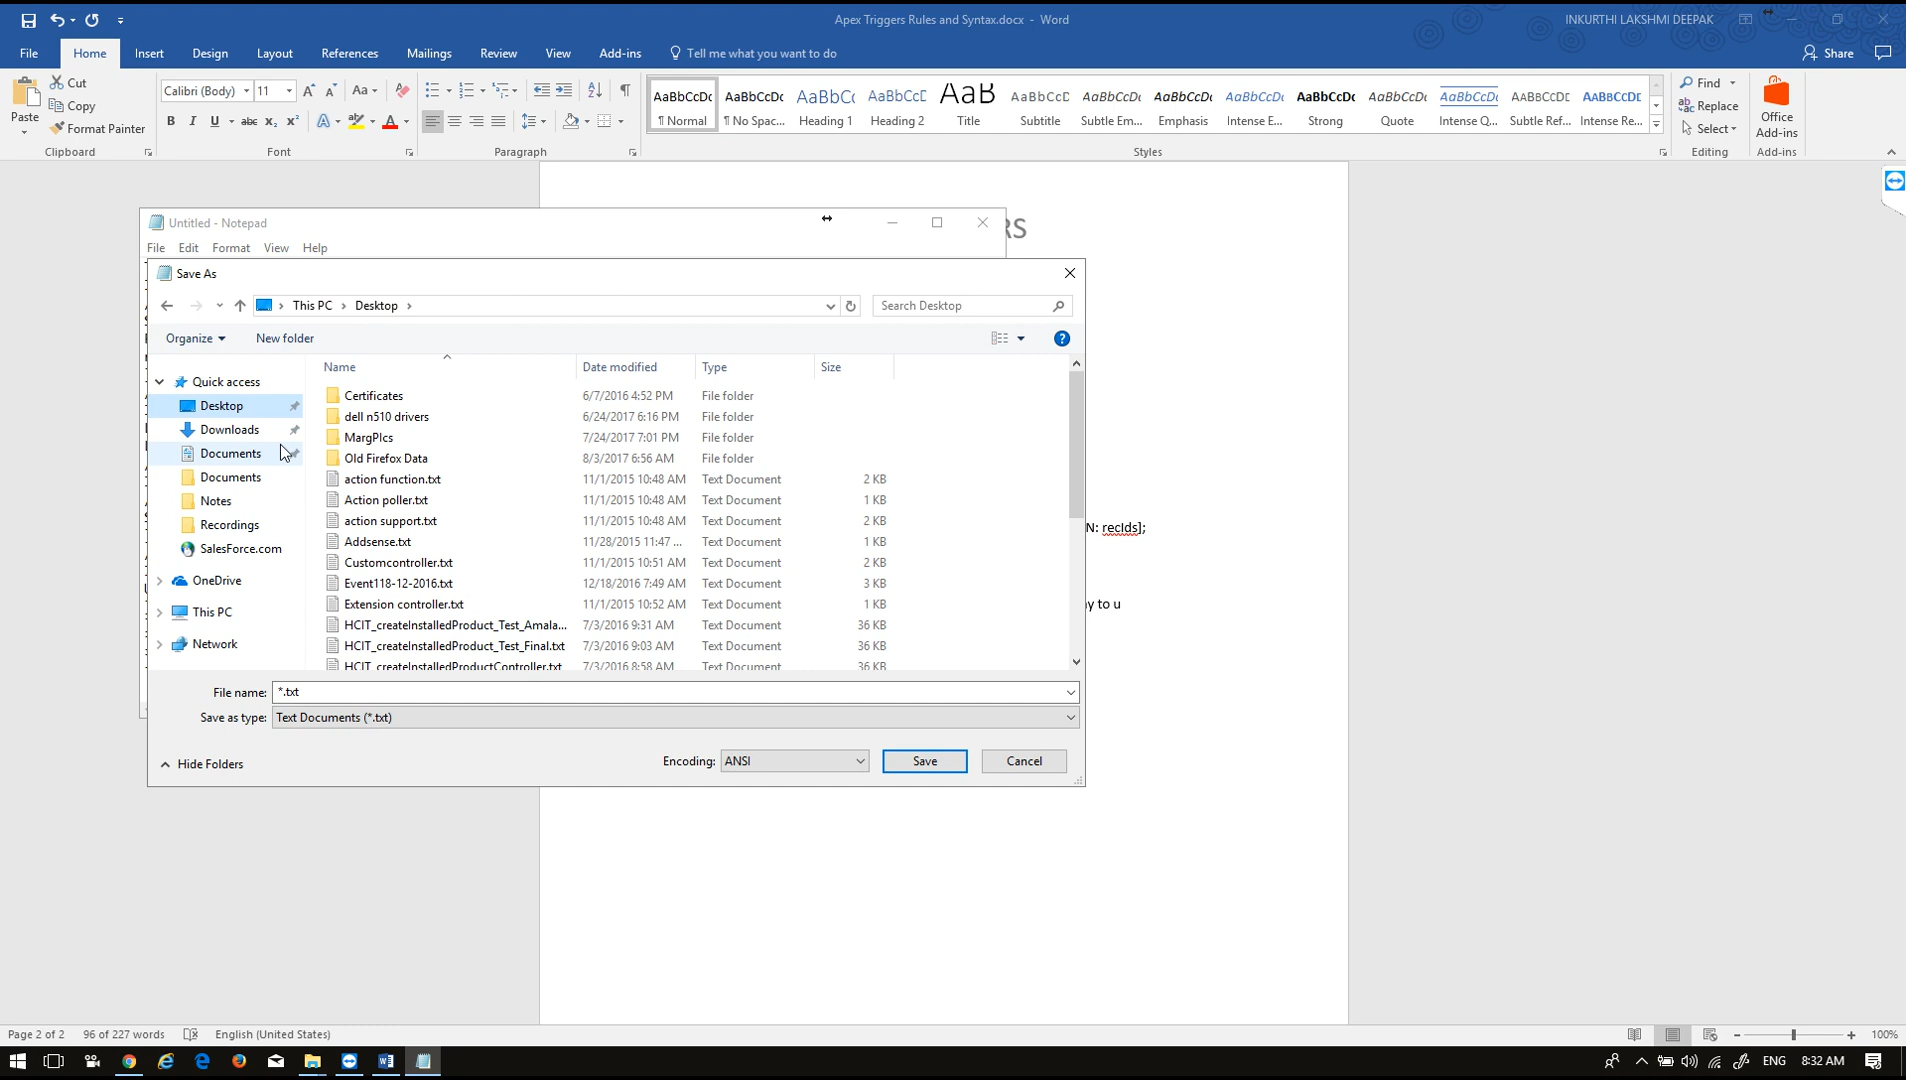 Apex Triggers Rules and Syntax.docx - Word
INKURTHI LAKSHMI DEEPAK
File Home Insert Design Layout References Mailings Review View Add-ins Tell me what you want to do
Share
Paste
Cut
Copy
Format Painter
Clipboard
Calibri (Body) 11
Font
Paragraph
AaBbCcDc AaBbCcDc AaBbCc AaBbCcD AaB AaBbCcD AaBbCcDc AaBbCcDc AaBbCcDc AaBbCcDc AaBbCcDc AaBbCcDc AaBbCcDd AaBbCcDd
¶ Normal ¶ No Spac... Heading 1 Heading 2 Title Subtitle Subtle Em... Emphasis Intense E... Strong Quote Intense Q... Subtle Ref... Intense Re...
Styles
Find
Replace
Select
Editing
Office
Add-ins
Add-ins
RS
N: recIds];
y to u
Untitled - Notepad
File Edit Format View Help
Save As
This PC Desktop
Search Desktop
Organize New folder
Quick access
Desktop
Downloads
Documents
Documents
Notes
Recordings
SalesForce.com
OneDrive
This PC
Network
Name Date modified Type Size
Certificates 6/7/2016 4:52 PM File folder
dell n510 drivers 6/24/2017 6:16 PM File folder
MargPIcs 7/24/2017 7:01 PM File folder
Old Firefox Data 8/3/2017 6:56 AM File folder
action function.txt 11/1/2015 10:48 AM Text Document 2 KB
Action poller.txt 11/1/2015 10:48 AM Text Document 1 KB
action support.txt 11/1/2015 10:48 AM Text Document 2 KB
Addsense.txt 11/28/2015 11:47 ... Text Document 1 KB
Customcontroller.txt 11/1/2015 10:51 AM Text Document 2 KB
Event118-12-2016.txt 12/18/2016 7:49 AM Text Document 3 KB
Extension controller.txt 11/1/2015 10:52 AM Text Document 1 KB
HCIT_createInstalledProduct_Test_Amala... 7/3/2016 9:31 AM Text Document 36 KB
HCIT_createInstalledProduct_Test_Final.txt 7/3/2016 9:03 AM Text Document 36 KB
HCIT_createInstalledProductController.txt 7/3/2016 8:58 AM Text Document 36 KB
File name: *.txt
Save as type: Text Documents (*.txt)
Hide Folders
Encoding: ANSI
Save
Cancel
Page 2 of 2 96 of 227 words English (United States)
100%
ENG 8:32 AM